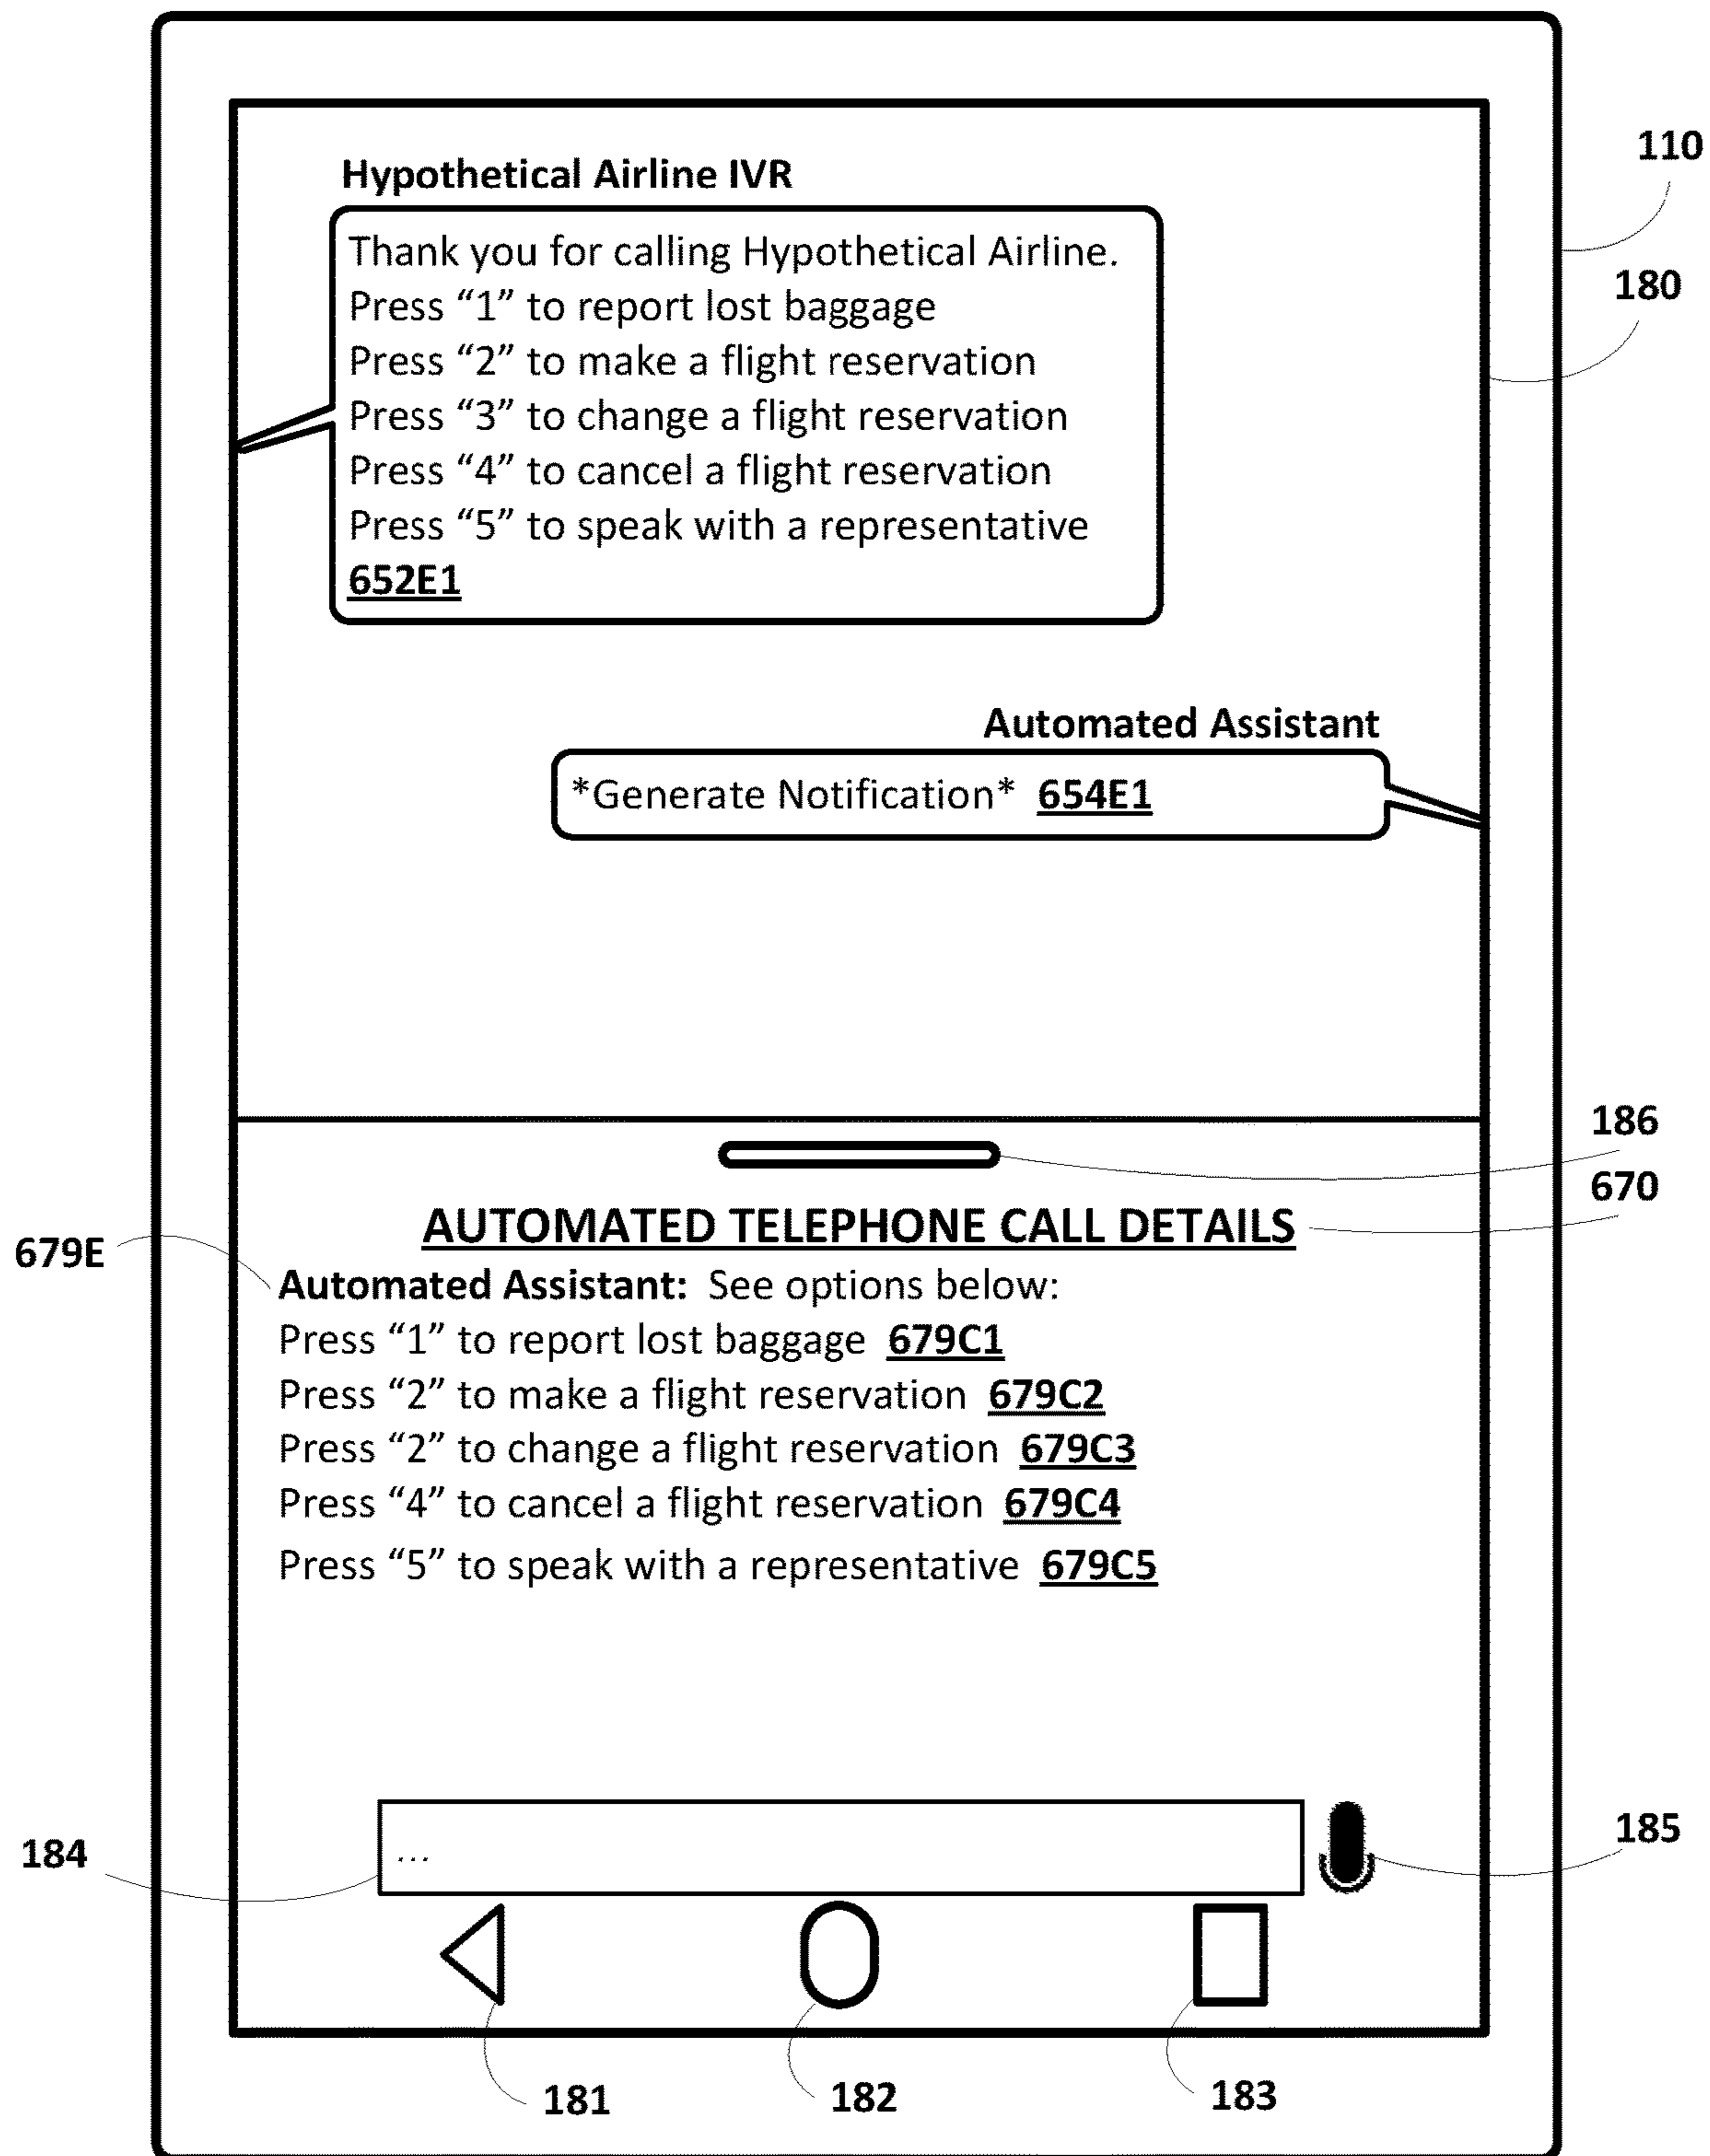 110
180
Hypothetical Airline IVR
Thank you for calling Hypothetical Airline.
Press “1” to report lost baggage
Press “2” to make a flight reservation
Press “3” to change a flight reservation
Press “4” to cancel a flight reservation
Press “5” to speak with a representative
652E1
Automated Assistant
*Generate Notification* 654E1
186
670
AUTOMATED TELEPHONE CALL DETAILS
679E
Automated Assistant: See options below:
Press “1” to report lost baggage 679C1
Press “2” to make a flight reservation 679C2
Press “2” to change a flight reservation 679C3
Press “4” to cancel a flight reservation 679C4
Press “5” to speak with a representative 679C5
184
...
185
181
182
183